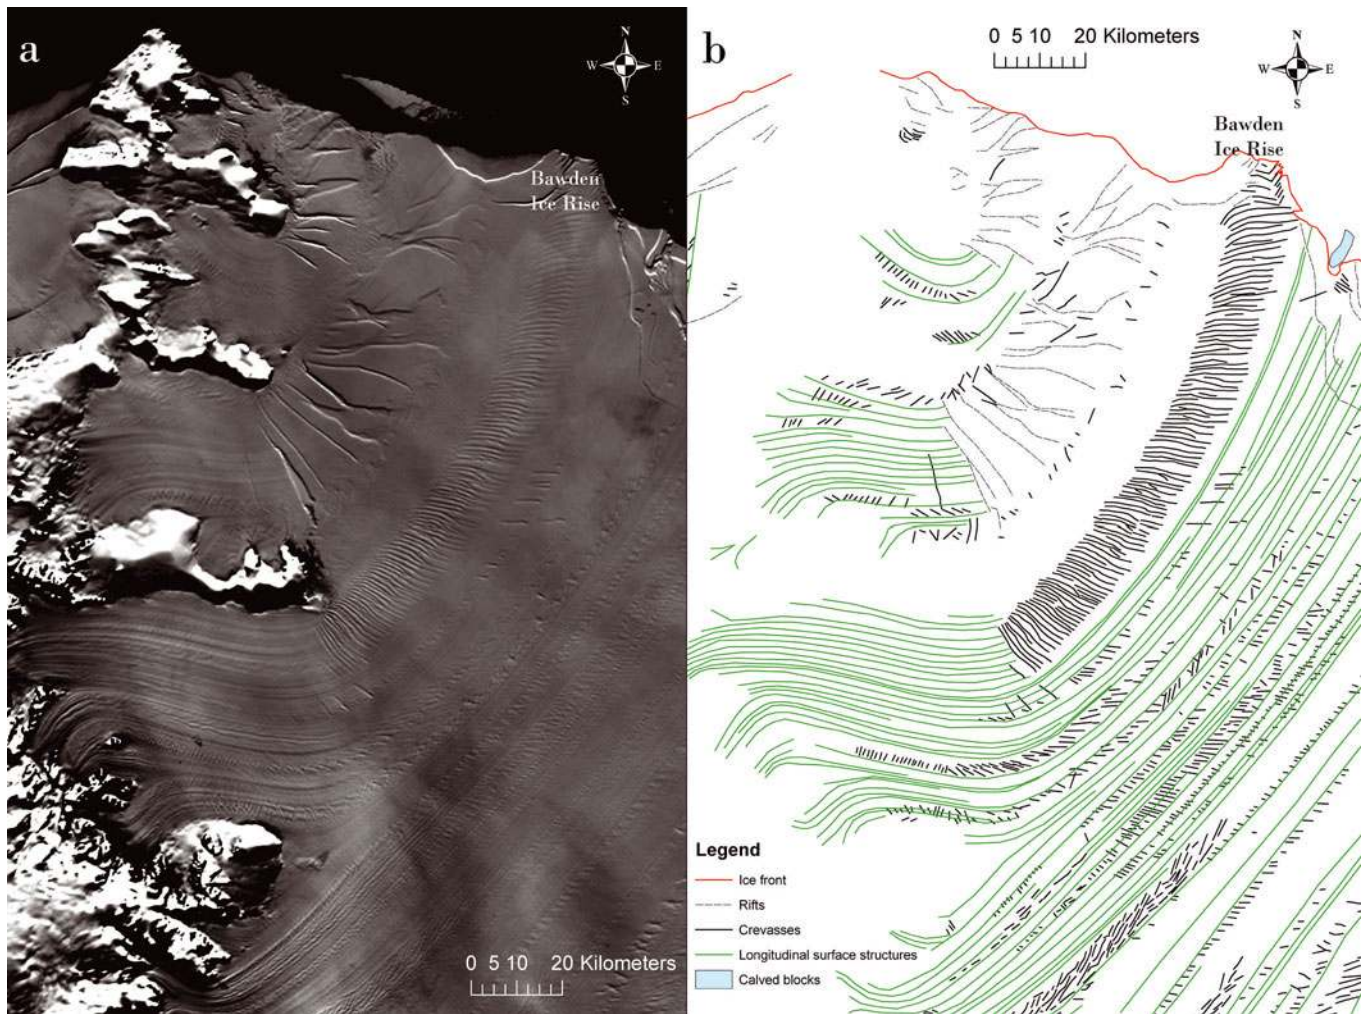 a
N
W E
S
Bawden
Ice Rise
0 5 10 20 Kilometers
b
0 5 10 20 Kilometers
N
W E
S
Bawden
Ice Rise
Legend
Ice front
Rifts
Crevasses
Longitudinal surface structures
Calved blocks